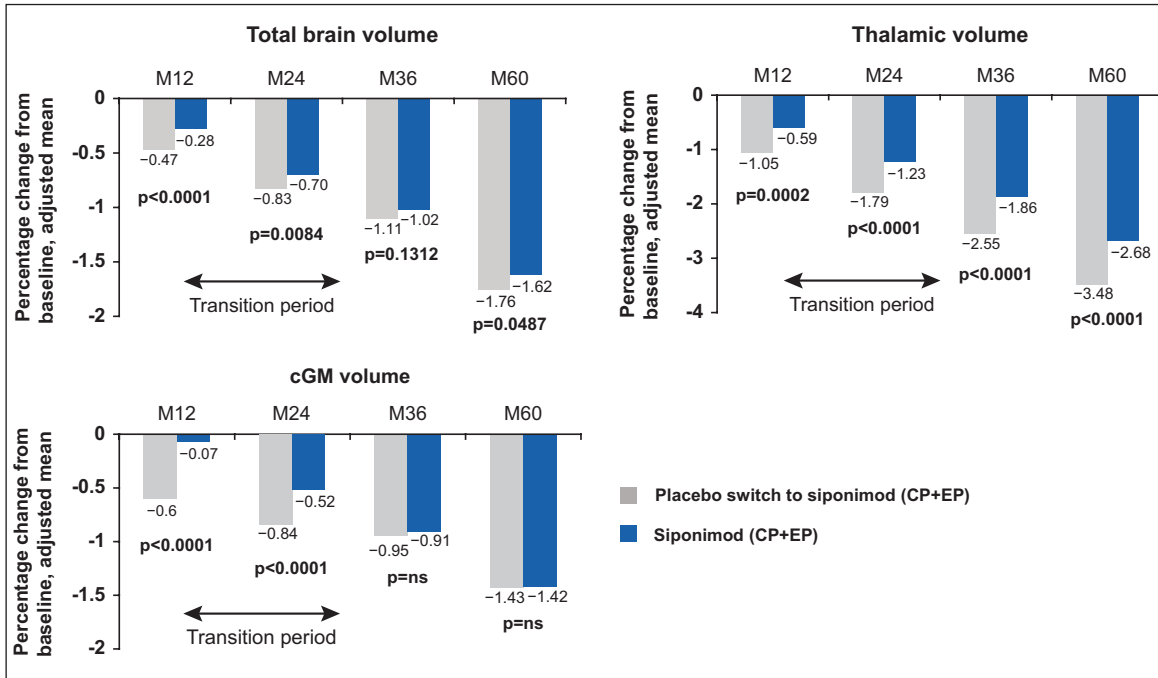 Total brain volume
Percentage change from
baseline, adjusted mean
M12 M24 M36 M60
0
-0.5
-1
-1.5
-2
−0.47 −0.28
−0.83 −0.70
−1.11 −1.02
−1.76 −1.62
p<0.0001
p=0.0084
p=0.1312
p=0.0487
Transition period
Thalamic volume
Percentage change from
baseline, adjusted mean
M12 M24 M36 M60
0
-1
-2
-3
-4
−1.05 −0.59
−1.79 −1.23
−2.55 −1.86
−3.48 −2.68
p=0.0002
p<0.0001
p<0.0001
p<0.0001
Transition period
cGM volume
Percentage change from
baseline, adjusted mean
M12 M24 M36 M60
0
-0.5
-1
-1.5
-2
−0.6 −0.07
−0.84 −0.52
−0.95 −0.91
−1.43 −1.42
p<0.0001
p<0.0001
p=ns
p=ns
Transition period
Placebo switch to siponimod (CP+EP)
Siponimod (CP+EP)